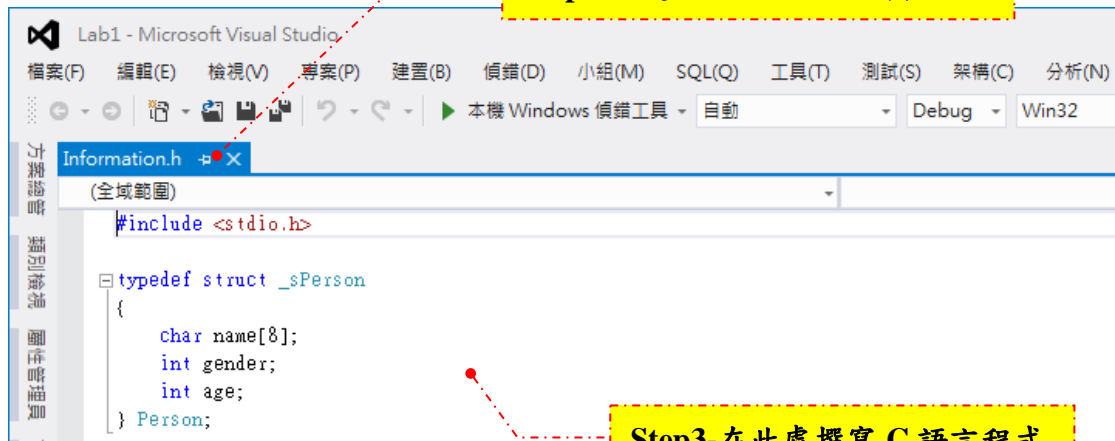 Lab1 - Microsoft Visual Studio
檔案(F) 編輯(E) 檢視(V) 專案(P) 建置(B) 偵錯(D) 小組(M) SQL(Q) 工具(T) 測試(S) 架構(C) 分析(N)
本機 Windows 偵錯工具 自動 Debug Win32
方案總管
類別檢視
屬性管理員
Information.h
(全域範圍)
#include <stdio.h>
typedef struct _sPerson
{
char name[8];
int gender;
int age;
} Person;
Step3-在此處撰寫 C 語言程式